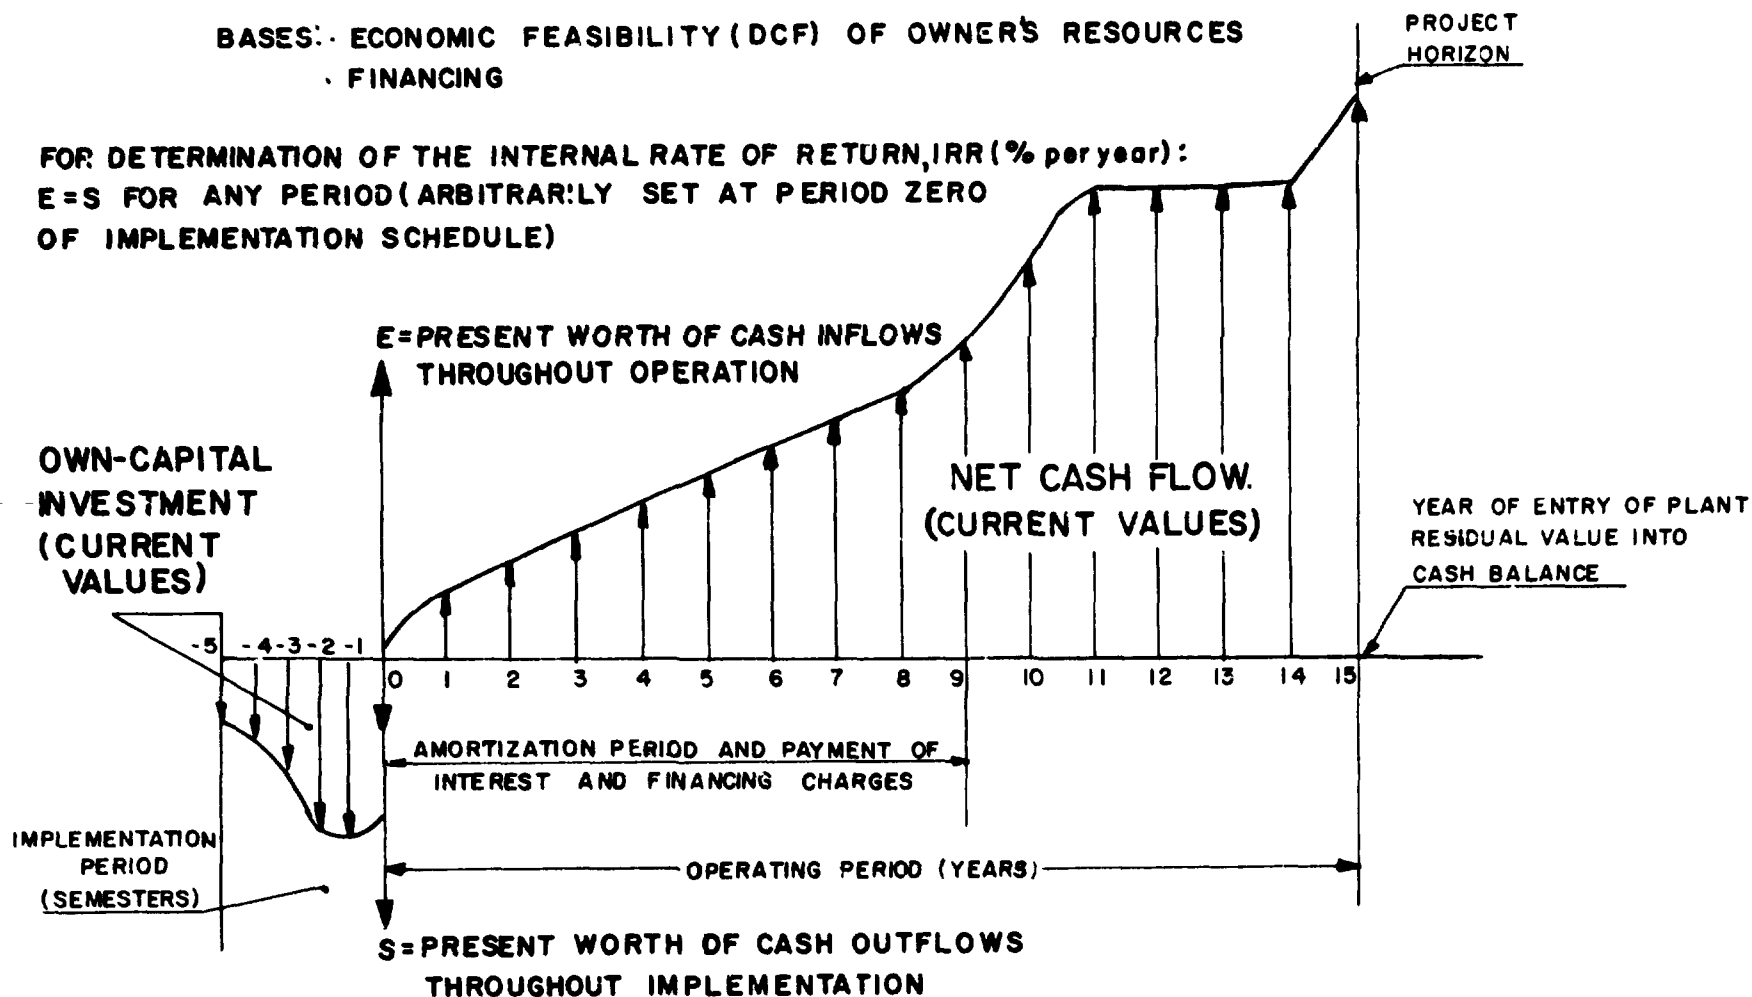 BASES: · ECONOMIC FEASIBILITY (DCF) OF OWNER'S RESOURCES
· FINANCING
PROJECT
HORIZON
FOR DETERMINATION OF THE INTERNAL RATE OF RETURN, IRR (% per year):
E=S FOR ANY PERIOD (ARBITRARILY SET AT PERIOD ZERO
OF IMPLEMENTATION SCHEDULE)
E=PRESENT WORTH OF CASH INFLOWS
THROUGHOUT OPERATION
OWN-CAPITAL
INVESTMENT
(CURRENT
VALUES)
NET CASH FLOW.
(CURRENT VALUES)
YEAR OF ENTRY OF PLANT
RESIDUAL VALUE INTO
CASH BALANCE
-5 -4 -3 -2 -1
0 1 2 3 4 5 6 7 8 9 10 11 12 13 14 15
AMORTIZATION PERIOD AND PAYMENT OF
INTEREST AND FINANCING CHARGES
IMPLEMENTATION
PERIOD
(SEMESTERS)
OPERATING PERIOD (YEARS)
S=PRESENT WORTH OF CASH OUTFLOWS
THROUGHOUT IMPLEMENTATION